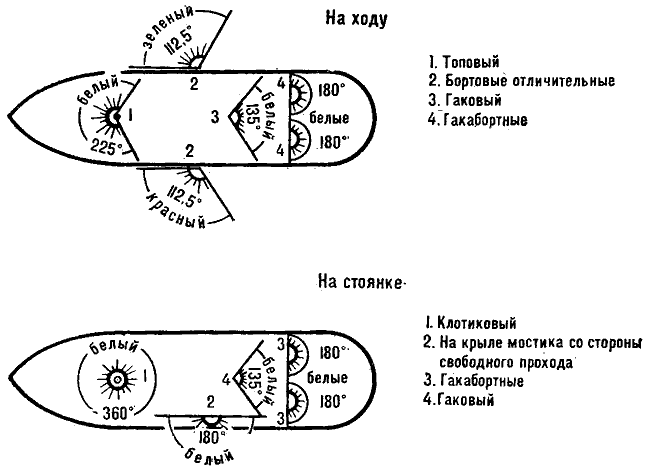 На ходу
зеленый
112,5°
2
4
180°
белый
1
225°
3
белый
135°
белые
4
180°
2
112,5°
красный
1. Топовый
2. Бортовые отличительные
3. Гаковый
4. Гакабортные
На стоянке
белый
1
360°
3
180°
4
белый
135°
белые
2
180°
3
180°
белый
1. Клотиковый
2. На крыле мостика со стороны
свободного прохода
3. Гакабортные
4. Гаковый